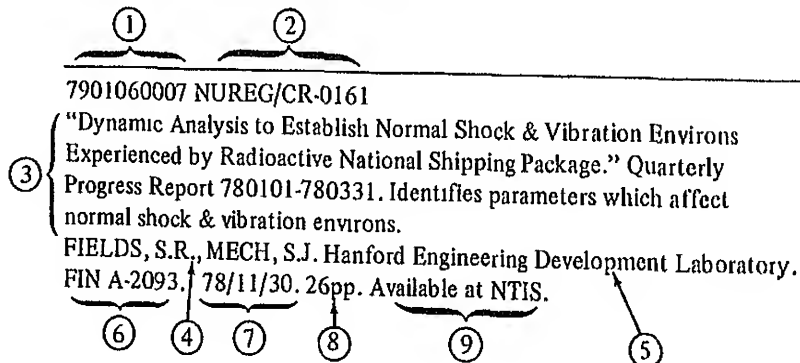 ① ②
7901060007 NUREG/CR-0161
“Dynamic Analysis to Establish Normal Shock & Vibration Environs
③ Experienced by Radioactive National Shipping Package.” Quarterly
Progress Report 780101-780331. Identifies parameters which affect
normal shock & vibration environs.
FIELDS, S.R., MECH, S.J. Hanford Engineering Development Laboratory.
FIN A-2093. 78/11/30. 26pp. Available at NTIS.
⑥ ④ ⑦ ⑧ ⑨ ⑤